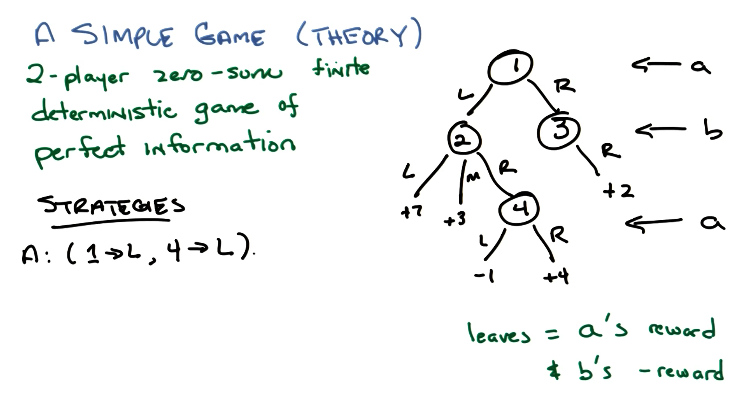 A SIMPLE GAME (THEORY)
2-player zero-sum finite
deterministic game of
perfect information
STRATEGIES
A: (1→L, 4→L).
1 ← a
L R
2 3 ← b
L M R R
+7 +3 4 +2 ← a
L R
-1 +4
leaves = a's reward
& b's -reward